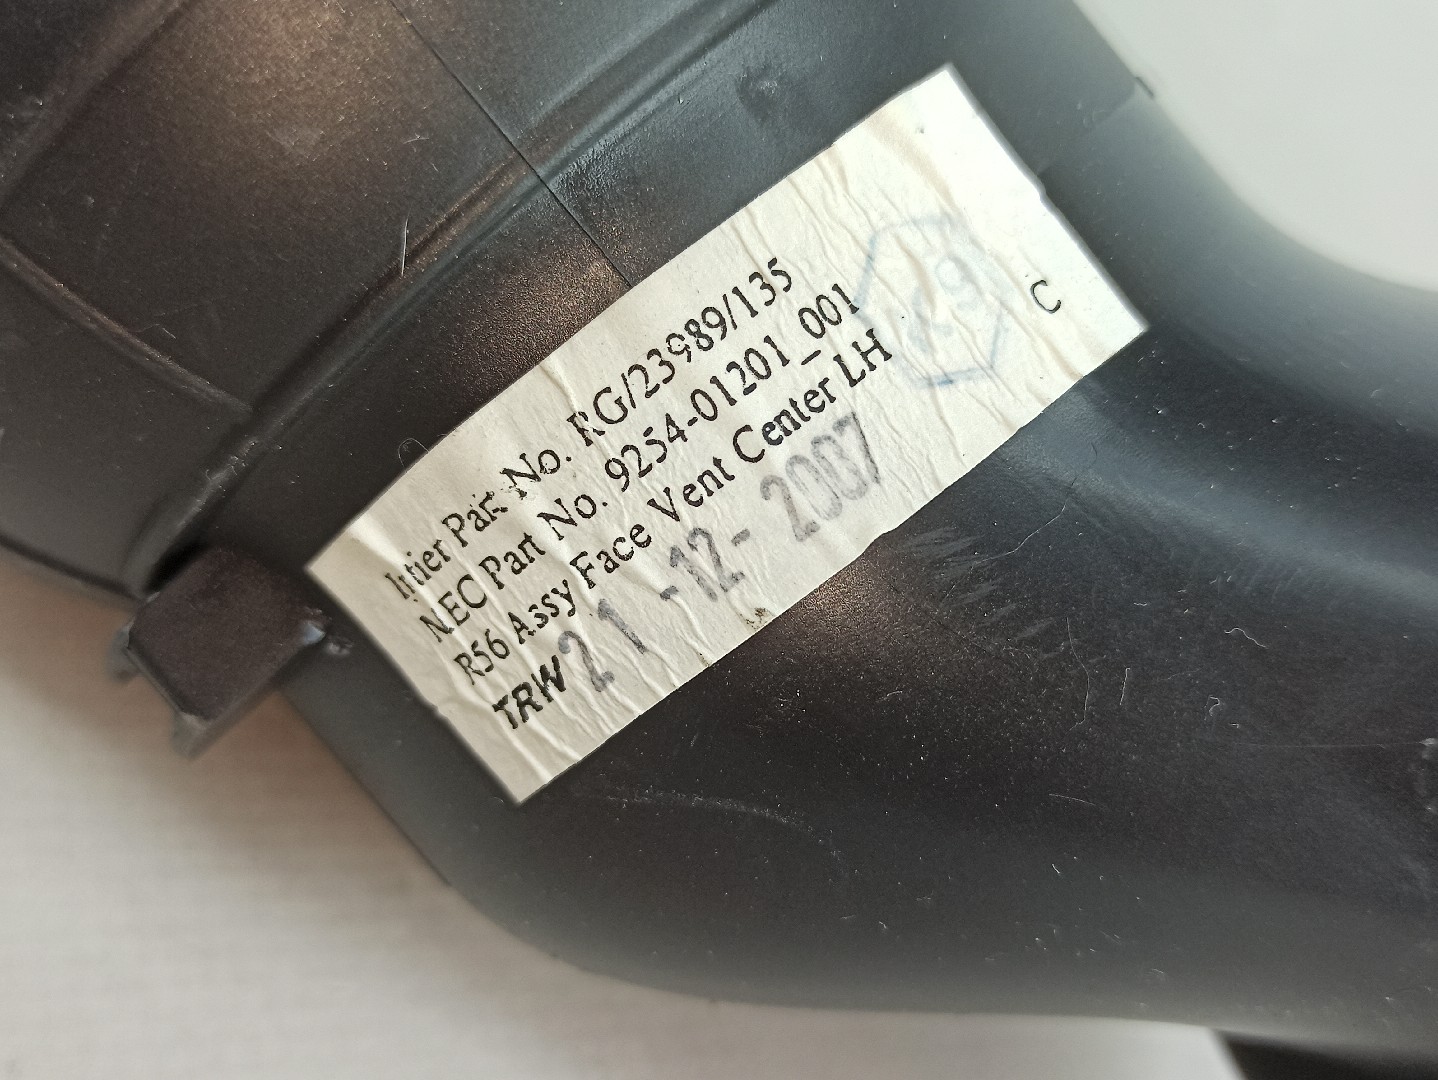 Intier Part No. RG/23989/135
NEC Part No. 9254-01201_001
R56 Assy Face Vent Center LH
TRW 21-12-2007
C
29